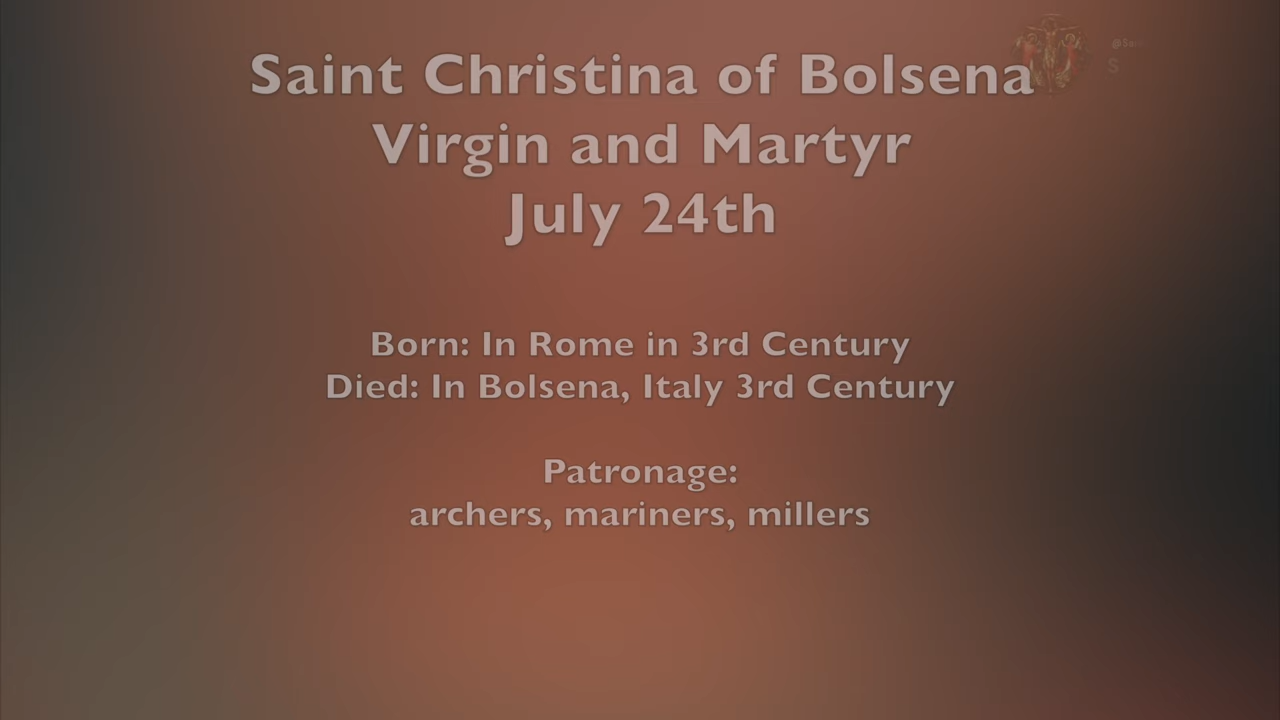 Saint Christina of Bolsena
Virgin and Martyr
July 24th
Born: In Rome in 3rd Century
Died: In Bolsena, Italy 3rd Century
Patronage:
archers, mariners, millers